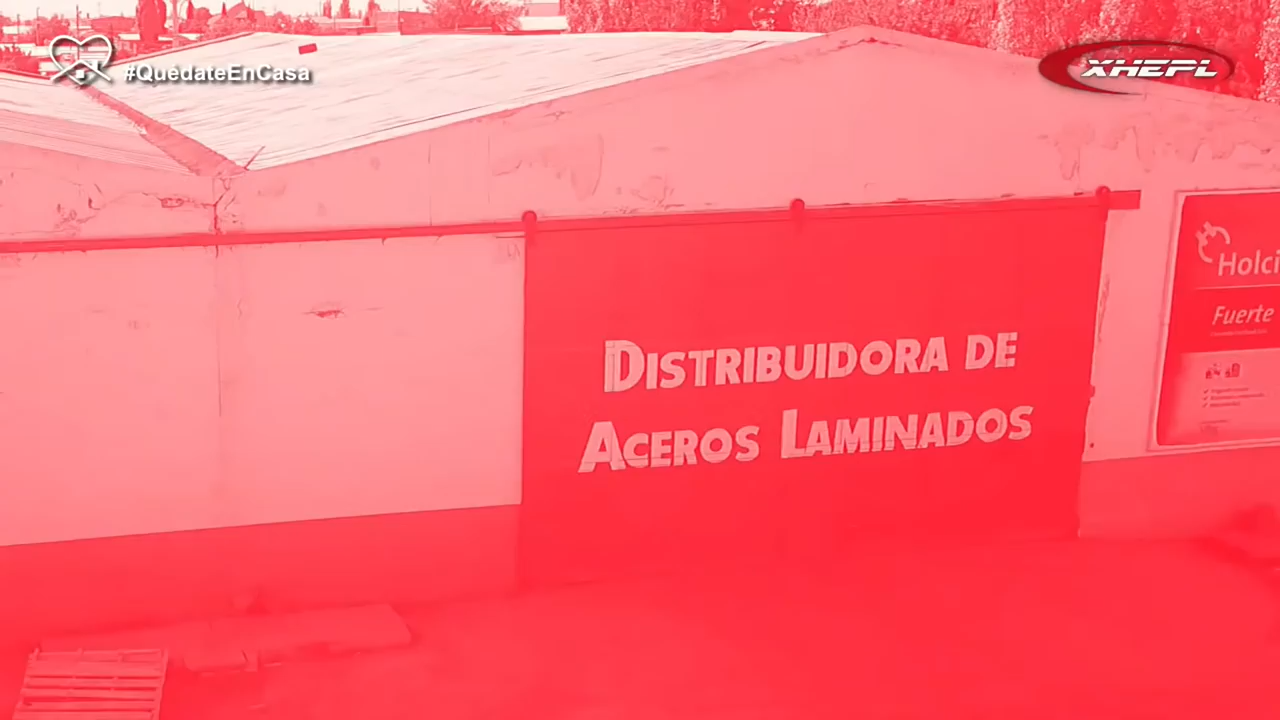 #QuédateEnCasa
XHEPL
DISTRIBUIDORA DE
ACEROS LAMINADOS
Holci
Fuerte